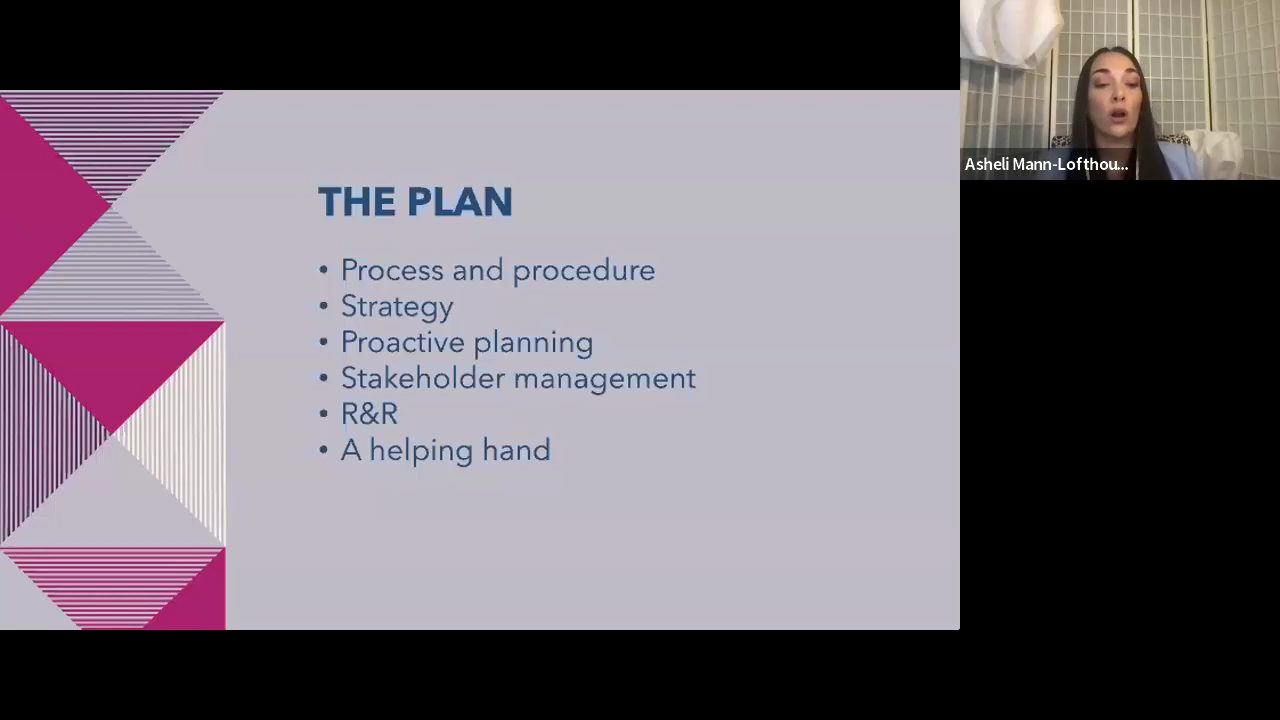 THE PLAN
• Process and procedure
• Strategy
• Proactive planning
• Stakeholder management
• R&R
• A helping hand
Asheli Mann-Lofthou...